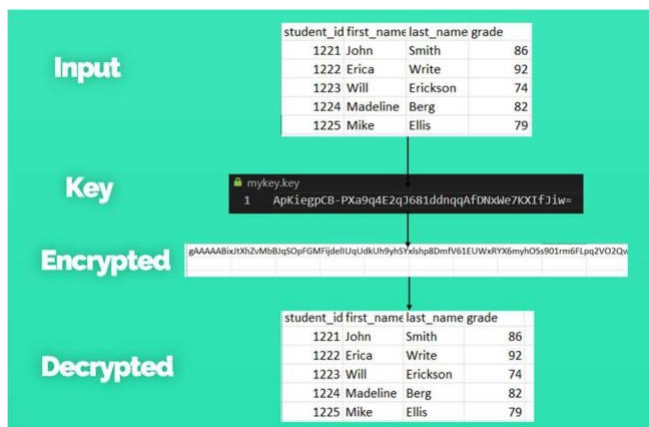 student_id first_name last_name grade
Input
1221 John Smith 86
1222 Erica Write 92
1223 Will Erickson 74
1224 Madeline Berg 82
1225 Mike Ellis 79
Key
mykey.key
1 ApKiegpCB-PXa9q4E2qJ681ddnqqAfDNxWe7KXIfJiw=
Encrypted
student_id first_name last_name grade
1221 John Smith 86
1222 Erica Write 92
1223 Will Erickson 74
Decrypted
1224 Madeline Berg 82
1225 Mike Ellis 79